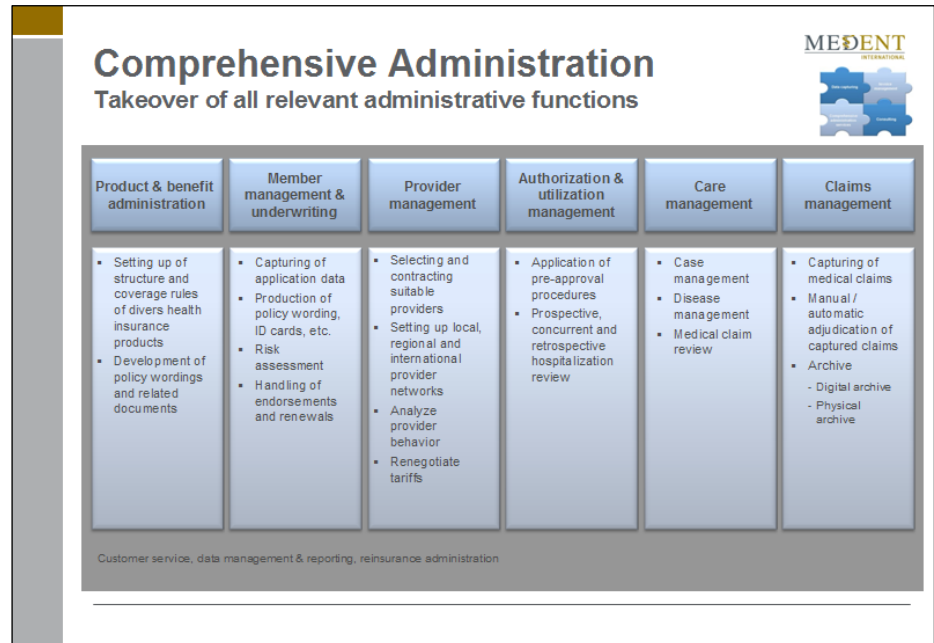 Comprehensive Administration
Takeover of all relevant administrative functions
MEDENT
INTERNATIONAL
Data capturing
Consulting
Product & benefit
administration
Member
management &
underwriting
Provider
management
Authorization &
utilization
management
Care
management
Claims
management
▪ Setting up of
structure and
coverage rules
of divers health
insurance
products
▪ Development of
policy wordings
and related
documents
▪ Capturing of
application data
▪ Production of
policy wording,
ID cards, etc.
▪ Risk
assessment
▪ Handling of
endorsements
and renewals
▪ Selecting and
contracting
suitable
providers
▪ Setting up local,
regional and
international
provider
networks
▪ Analyze
provider
behavior
▪ Renegotiate
tariffs
▪ Application of
pre-approval
procedures
▪ Prospective,
concurrent and
retrospective
hospitalization
review
▪ Case
management
▪ Disease
management
▪ Medical claim
review
▪ Capturing of
medical claims
▪ Manual /
automatic
adjudication of
captured claims
▪ Archive
- Digital archive
- Physical
archive
Customer service, data management & reporting, reinsurance administration